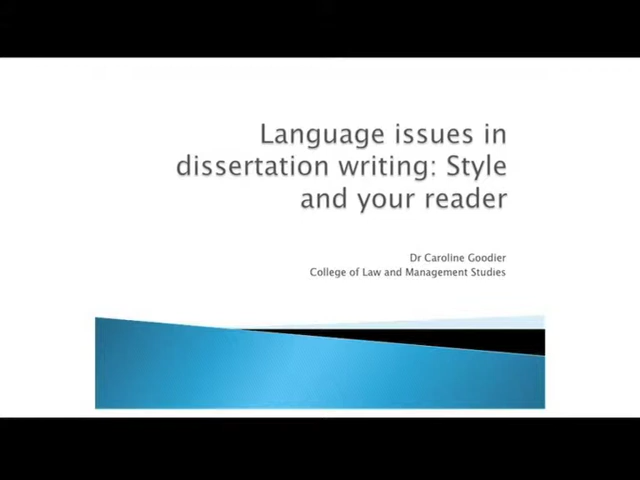 Language issues in
dissertation writing: Style
and your reader
Dr Caroline Goodier
College of Law and Management Studies